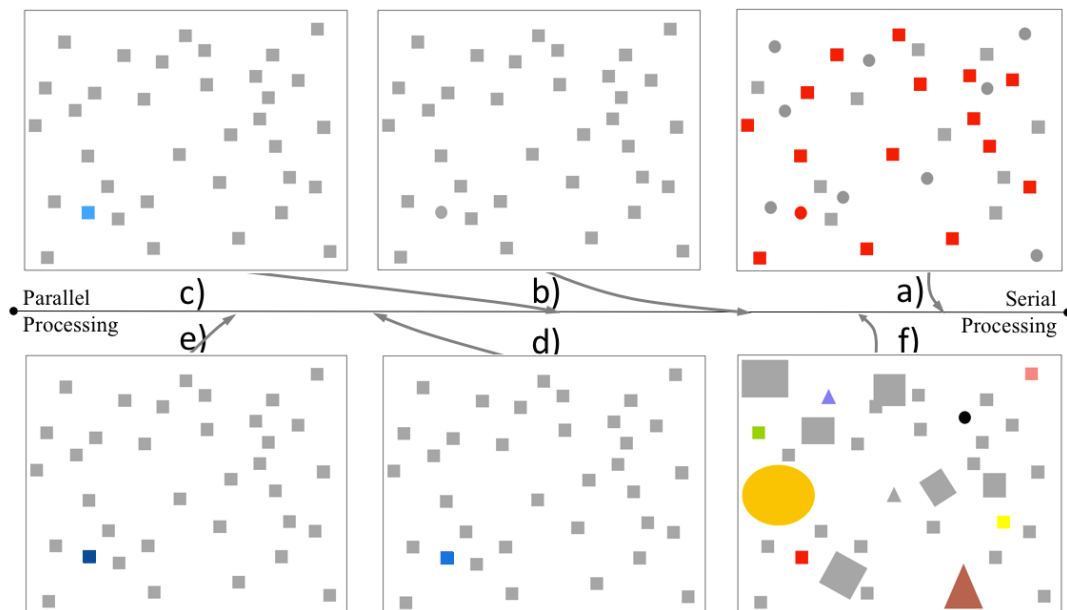 c)
b)
a)
Parallel
Processing
Serial
Processing
e)
d)
f)